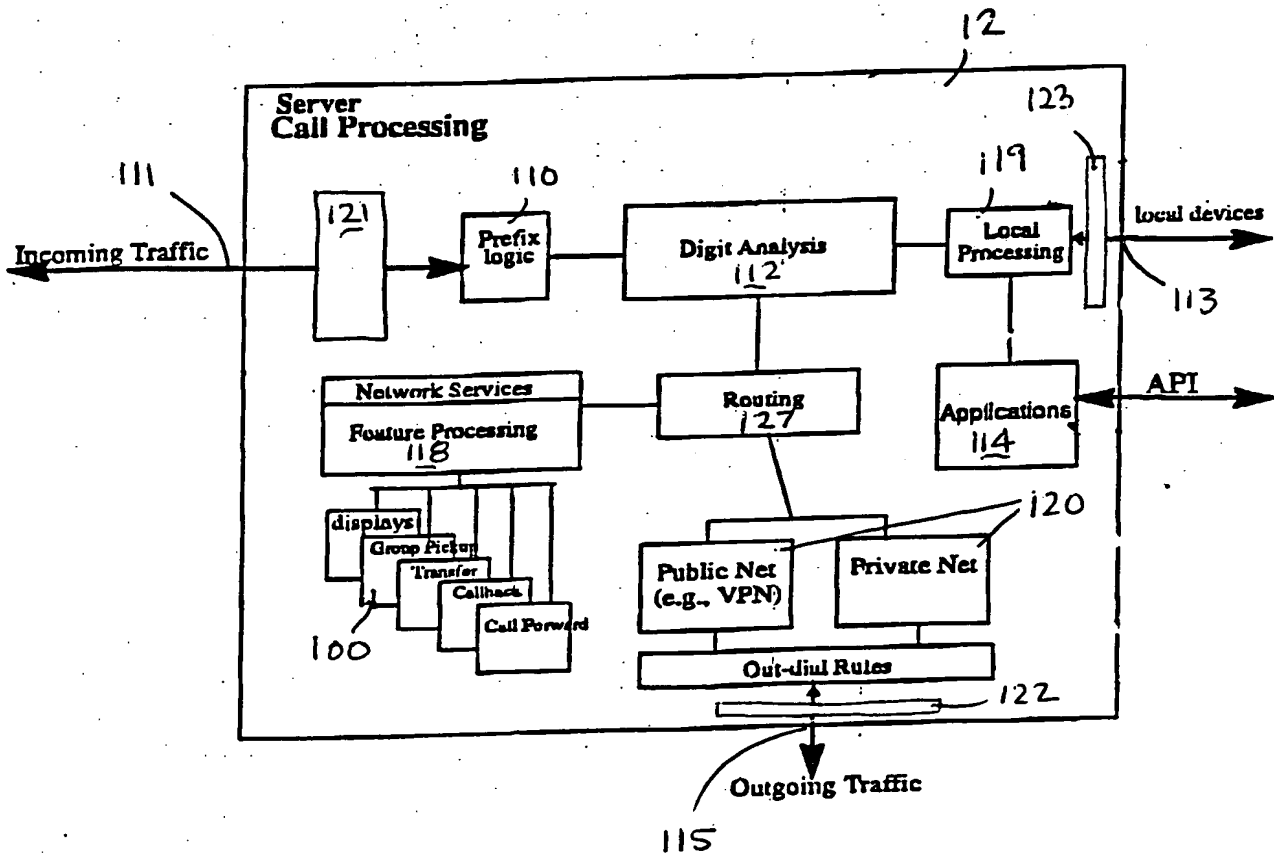 12
Server
Call Processing
123
111
121
110
119
Incoming Traffic
Prefix
logic
Digit Analysis
112
Local
Processing
local devices
113
Network Services
Feature Processing
118
Routing
127
Applications
114
API
displays
Group Pickup
Transfer
Callback
Call Forward
100
120
Public Net
(e.g., VPN)
Private Net
Out-dial Rules
122
Outgoing Traffic
115